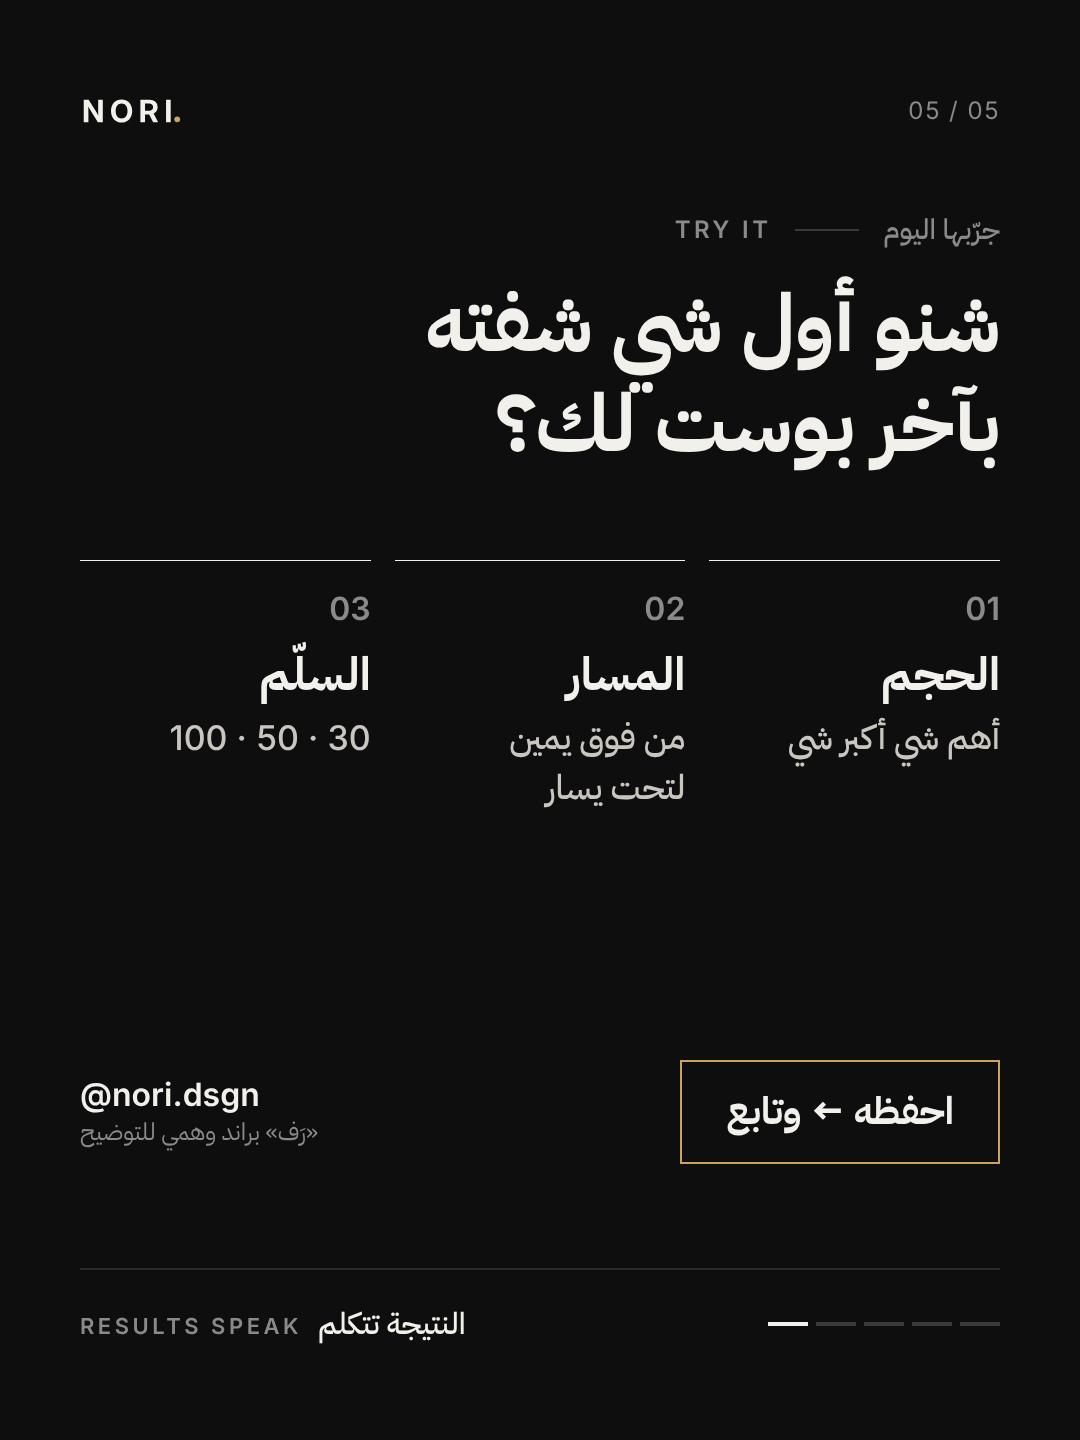 NORI.
05 / 05
جرّبها اليوم — TRY IT
شنو أول شي شفته
بآخر بوست لك؟
01
الحجم
أهم شي أكبر شي
02
المسار
من فوق يمين
لتحت يسار
03
السلّم
100 · 50 · 30
احفظه ← وتابع
@nori.dsgn
«رَف» براند وهمي للتوضيح
RESULTS SPEAK النتيجة تتكلم